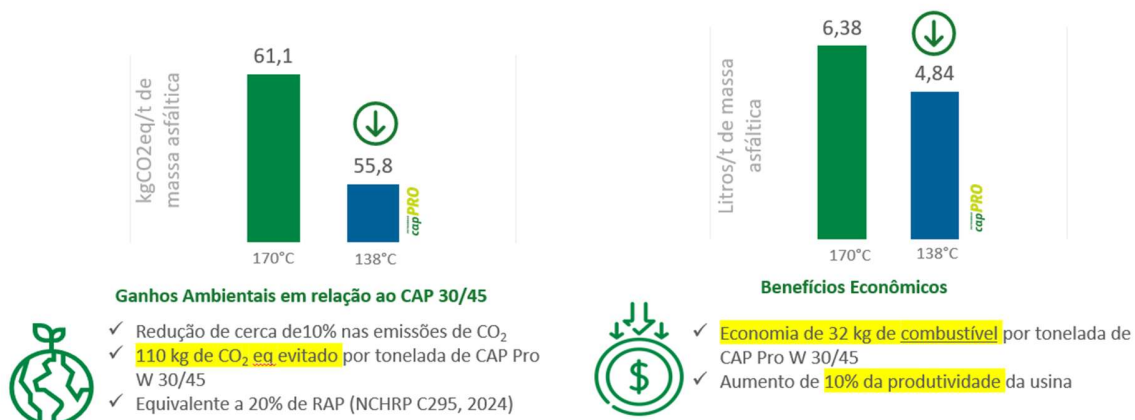 kgCO2eq/t de
massa asfáltica
61,1
55,8
capPRO
170°C
138°C
Ganhos Ambientais em relação ao CAP 30/45
✓ Redução de cerca de10% nas emissões de CO₂
✓ 110 kg de CO₂ eq evitado por tonelada de CAP Pro
W 30/45
✓ Equivalente a 20% de RAP (NCHRP C295, 2024)
Litros/t de massa
asfáltica
6,38
4,84
capPRO
170°C
138°C
Benefícios Econômicos
$
✓ Economia de 32 kg de combustível por tonelada de
CAP Pro W 30/45
✓ Aumento de 10% da produtividade da usina